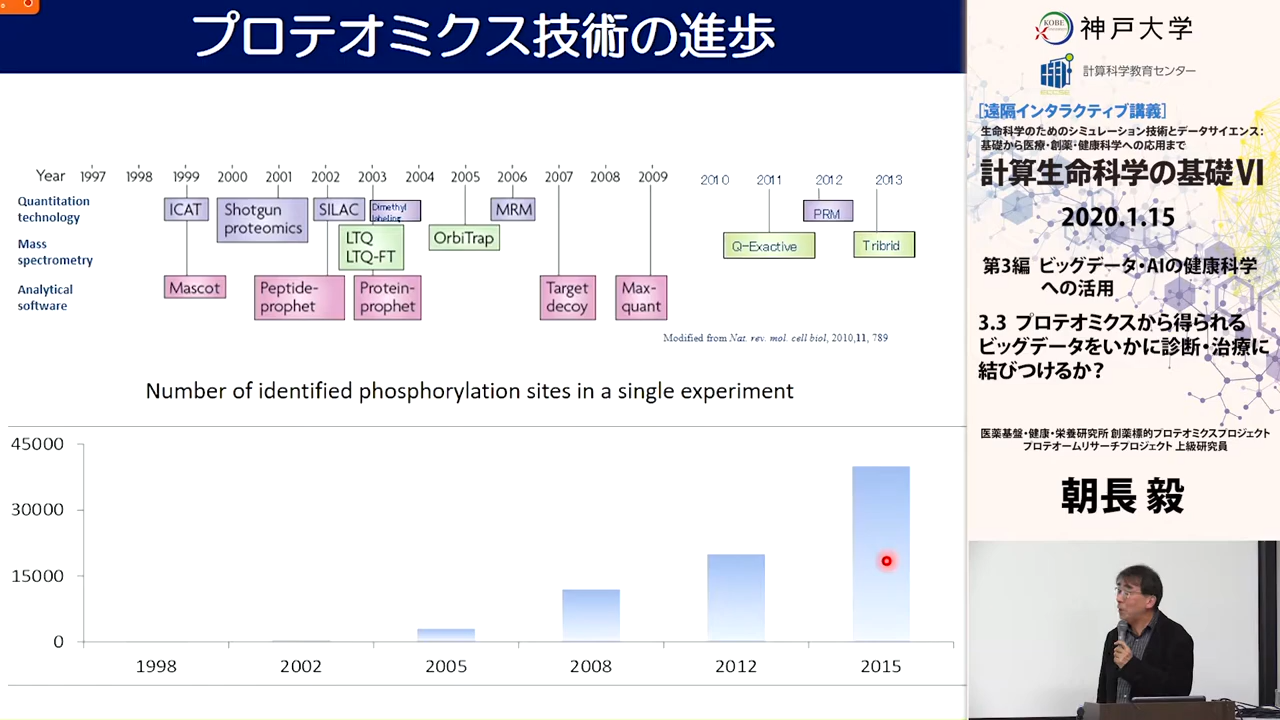 プロテオミクス技術の進歩
Year 1997 1998 1999 2000 2001 2002 2003 2004 2005 2006 2007 2008 2009 2010 2011 2012 2013
Quantitation
technology
ICAT
Shotgun
proteomics
SILAC
Dimethyl
labeling
MRM
PRM
Mass
spectrometry
LTQ
LTQ-FT
OrbiTrap
Q-Exactive
Tribrid
Analytical
software
Mascot
Peptide-
prophet
Protein-
prophet
Target
decoy
Max-
quant
Modified from Nat. rev. mol. cell biol, 2010,11, 789
Number of identified phosphorylation sites in a single experiment
45000
30000
15000
0
1998 2002 2005 2008 2012 2015
KOBE
神戸大学
計算科学教育センター
[遠隔インタラクティブ講義]
生命科学のためのシミュレーション技術とデータサイエンス:
基礎から医療・創薬・健康科学への応用まで
計算生命科学の基礎Ⅵ
2020.1.15
第3編 ビッグデータ・AIの健康科学
への活用
3.3 プロテオミクスから得られる
ビッグデータをいかに診断・治療に
結びつけるか?
医薬基盤・健康・栄養研究所 創薬標的プロテオミクスプロジェクト
プロテオームリサーチプロジェクト 上級研究員
朝長 毅